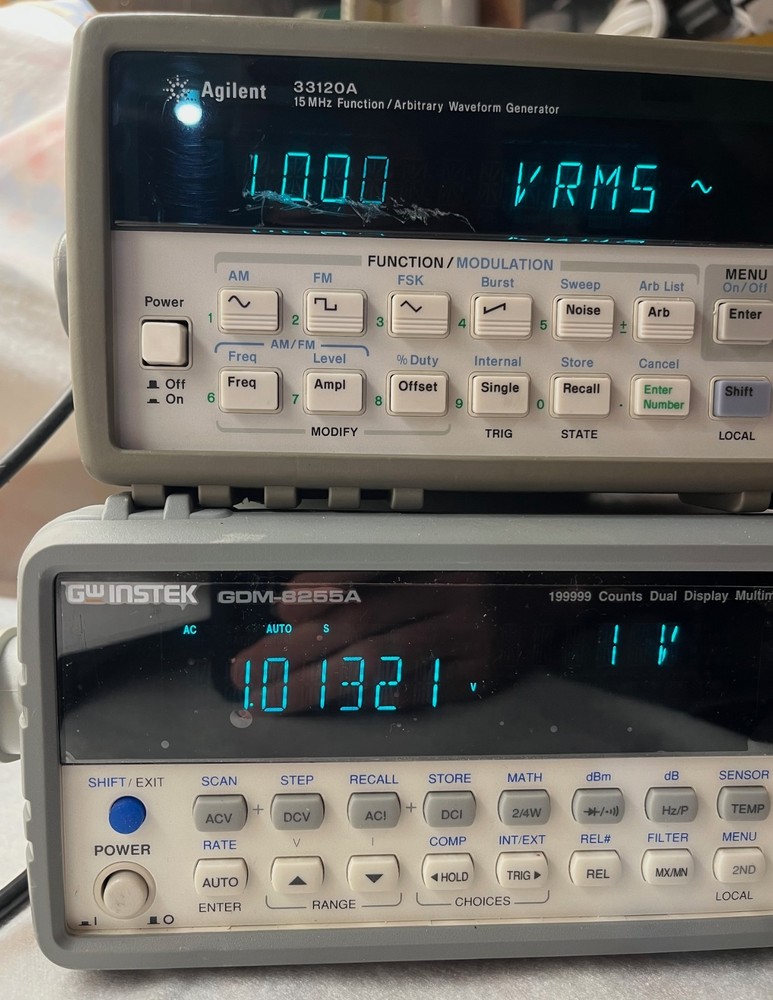 Agilent 33120A
15 MHz Function / Arbitrary Waveform Generator
1.000 VRMS ~
FUNCTION / MODULATION
AM FM FSK Burst Sweep Arb List
MENU
On/Off
Power
1 2 3 4 5 Noise ± Arb Enter
AM/FM
Freq Level % Duty Internal Store Cancel
Off
On
6 Freq 7 Ampl 8 Offset 9 Single 0 Recall . Enter Number Shift
MODIFY TRIG STATE LOCAL
GWINSTEK GDM-8255A 199999 Counts Dual Display Multim
AC AUTO S
1.01321 V 1 V
SHIFT / EXIT SCAN STEP RECALL STORE MATH dBm dB SENSOR
ACV + DCV AC! + DCI 2/4W Hz/P TEMP
POWER RATE V I COMP INT/EXT REL# FILTER MENU
AUTO HOLD TRIG REL MX/MN 2ND
I O ENTER RANGE CHOICES LOCAL